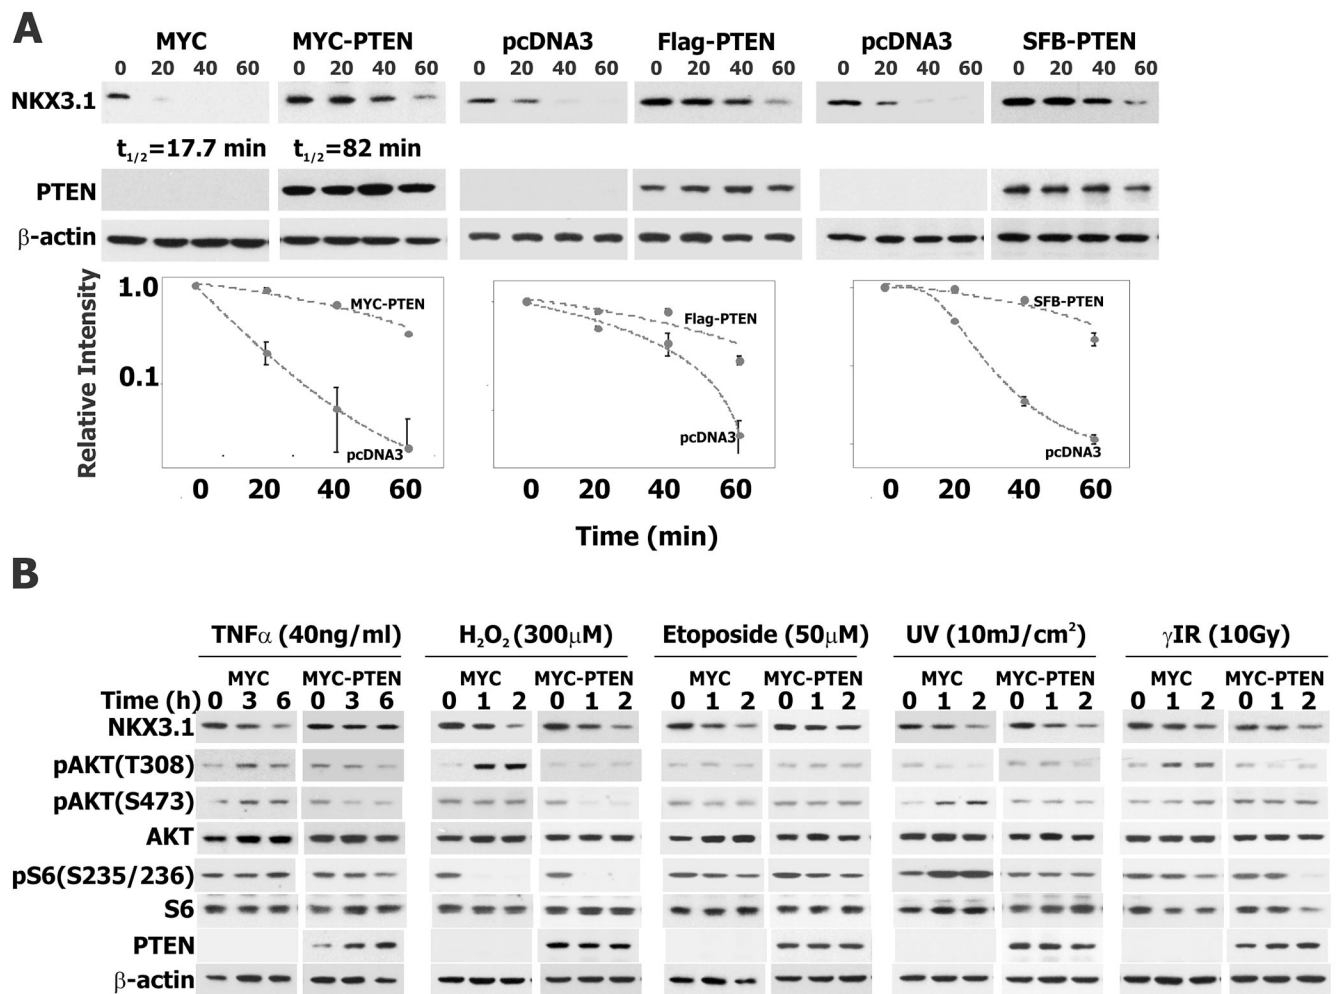 A
MYC MYC-PTEN pcDNA3 Flag-PTEN pcDNA3 SFB-PTEN
0 20 40 60 0 20 40 60 0 20 40 60 0 20 40 60 0 20 40 60 0 20 40 60
NKX3.1
t1/2=17.7 min t1/2=82 min
PTEN
β-actin
Relative Intensity
1.0
0.1
MYC-PTEN
pcDNA3
Flag-PTEN
pcDNA3
SFB-PTEN
pcDNA3
0 20 40 60 0 20 40 60 0 20 40 60
Time (min)
B
TNFα (40ng/ml) H2O2 (300μM) Etoposide (50μM) UV (10mJ/cm²) γIR (10Gy)
MYC MYC-PTEN MYC MYC-PTEN MYC MYC-PTEN MYC MYC-PTEN MYC MYC-PTEN
Time (h) 0 3 6 0 3 6 0 1 2 0 1 2 0 1 2 0 1 2 0 1 2 0 1 2 0 1 2 0 1 2
NKX3.1
pAKT(T308)
pAKT(S473)
AKT
pS6(S235/236)
S6
PTEN
β-actin